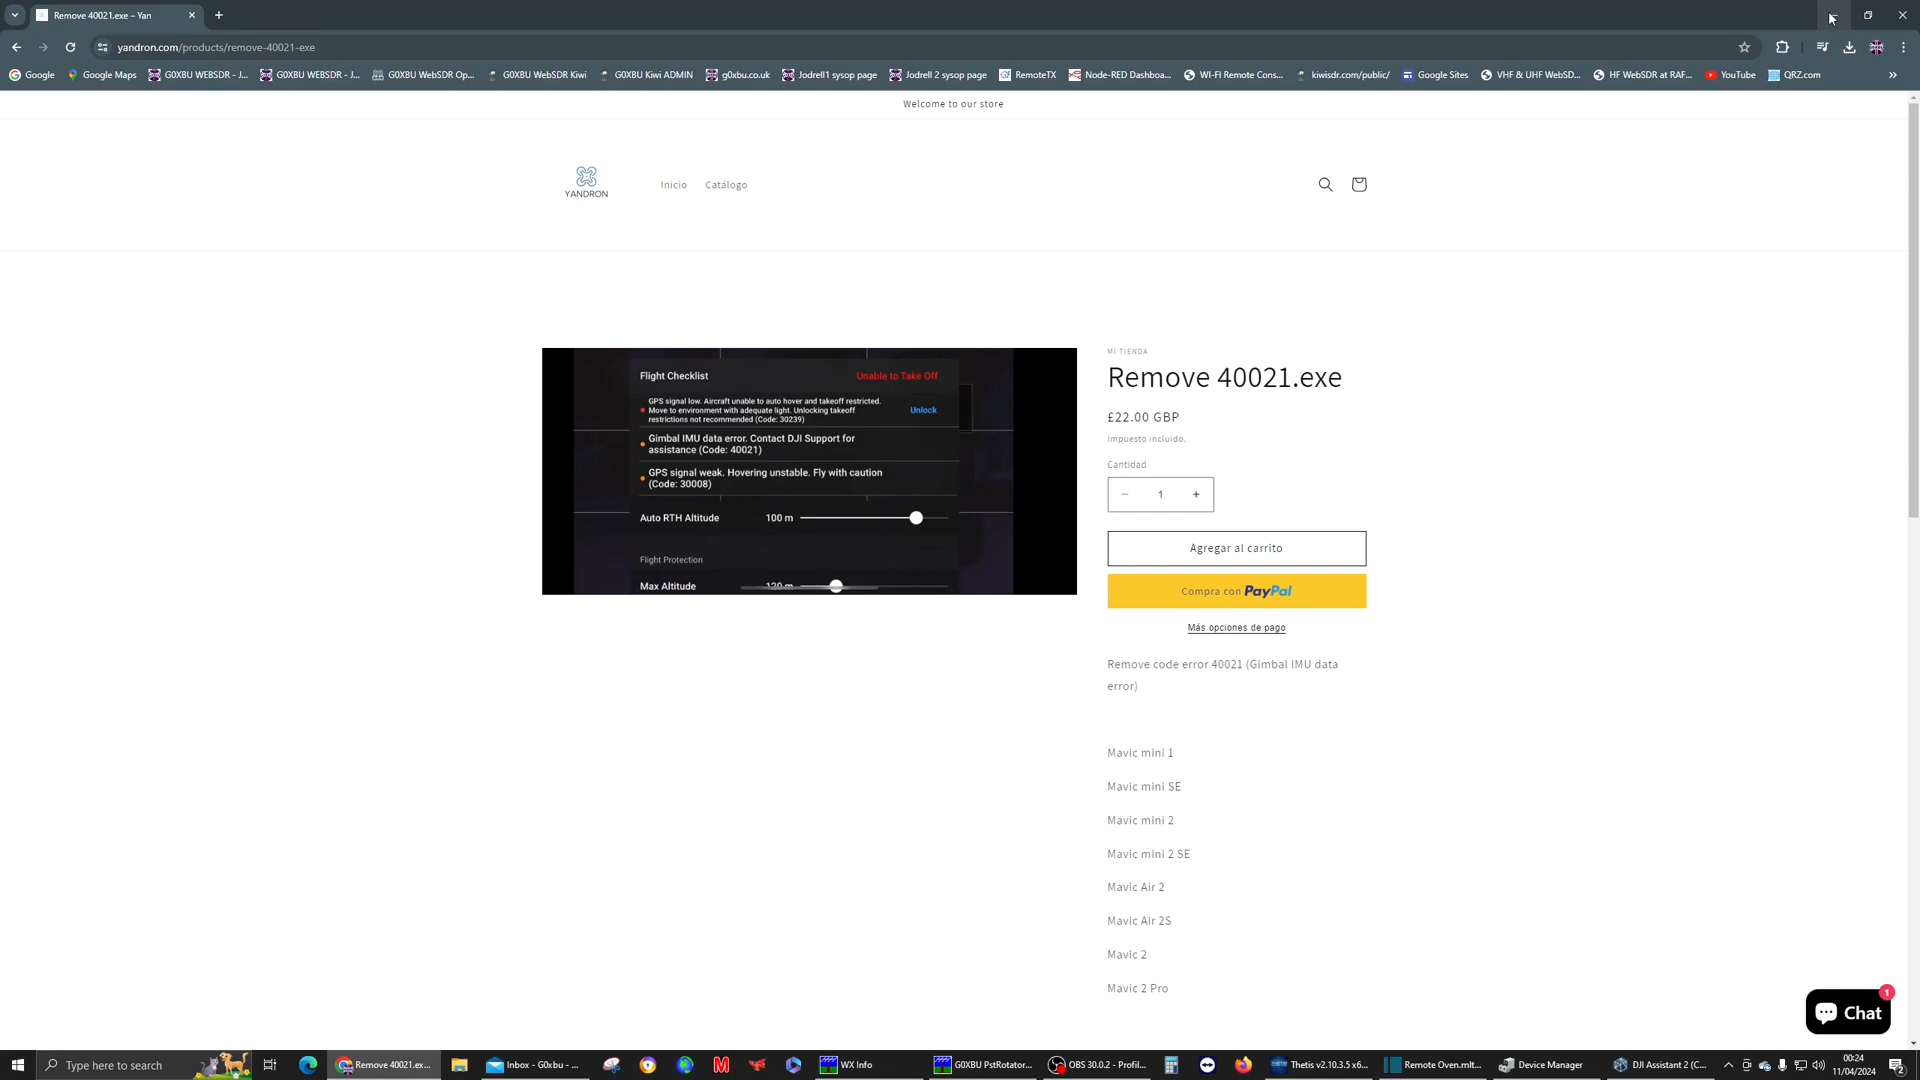 Remove 40021.exe – Yan
yandron.com/products/remove-40021-exe
Google
Google Maps
G0XBU WEBSDR - J...
G0XBU WEBSDR - J...
G0XBU WebSDR Op...
G0XBU WebSDR Kiwi
G0XBU Kiwi ADMIN
g0xbu.co.uk
Jodrell1 sysop page
Jodrell 2 sysop page
RemoteTX
Node-RED Dashboa...
WI-FI Remote Cons...
kiwisdr.com/public/
Google Sites
VHF & UHF WebSD...
HF WebSDR at RAF...
YouTube
QRZ.com
»
Welcome to our store
YANDRON
Inicio
Catálogo
Flight Checklist
Unable to Take Off
GPS signal low. Aircraft unable to auto hover and takeoff restricted.
Move to environment with adequate light. Unlocking takeoff
restrictions not recommended (Code: 30239)
Unlock
Gimbal IMU data error. Contact DJI Support for
assistance (Code: 40021)
GPS signal weak. Hovering unstable. Fly with caution
(Code: 30008)
Auto RTH Altitude
100 m
Flight Protection
Max Altitude
120 m
MI TIENDA
Remove 40021.exe
£22.00 GBP
Impuesto incluido.
Cantidad
− 1 +
Agregar al carrito
Compra con PayPal
Más opciones de pago
Remove code error 40021 (Gimbal IMU data
error)
Mavic mini 1
Mavic mini SE
Mavic mini 2
Mavic mini 2 SE
Mavic Air 2
Mavic Air 2S
Mavic 2
Mavic 2 Pro
Chat
1
Type here to search
Remove 40021.ex...
Inbox - G0xbu - ...
WX Info
G0XBU PstRotator...
OBS 30.0.2 - Profil...
Thetis v2.10.3.5 x6...
Remote Oven.mlt...
Device Manager
DJI Assistant 2 (C...
00:24
11/04/2024
2